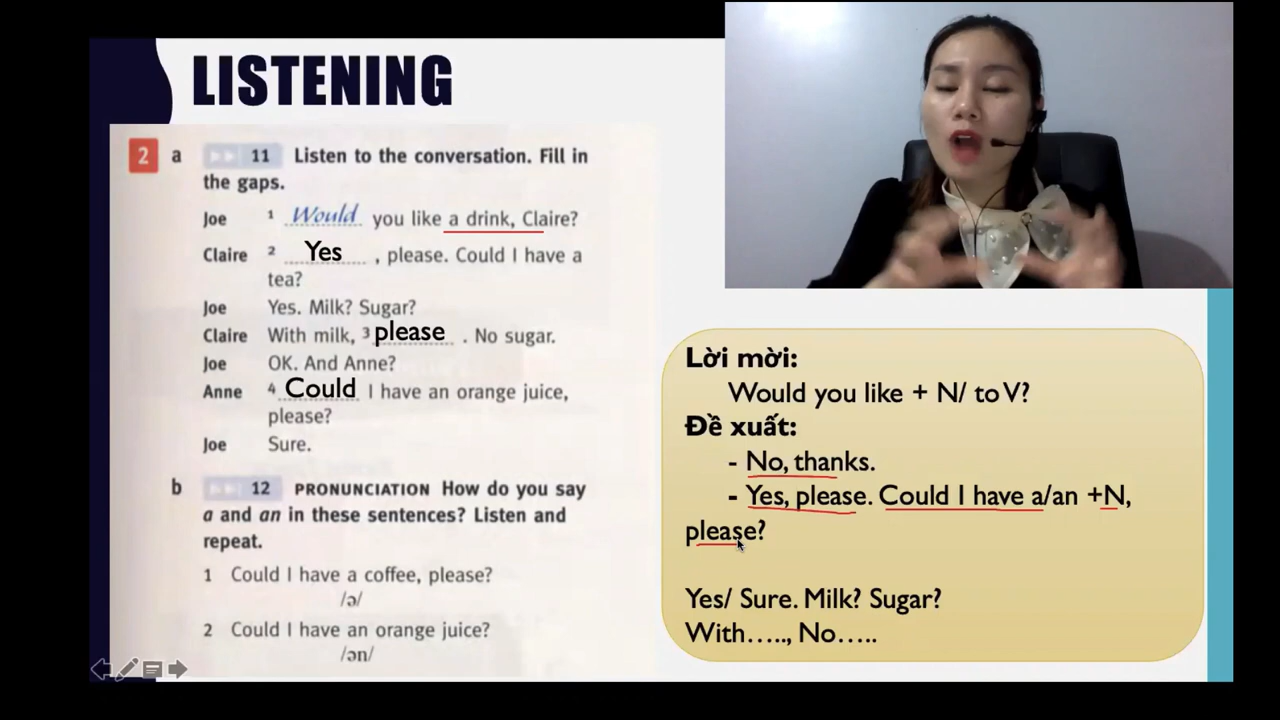 LISTENING
2 a 11 Listen to the conversation. Fill in
the gaps.
Joe 1 Would you like a drink, Claire?
Claire 2 Yes, please. Could I have a
tea?
Joe Yes. Milk? Sugar?
Claire With milk, 3 please. No sugar.
Joe OK. And Anne?
Anne 4 Could I have an orange juice,
please?
Joe Sure.
b 12 PRONUNCIATION How do you say
a and an in these sentences? Listen and
repeat.
1 Could I have a coffee, please?
/ə/
2 Could I have an orange juice?
/ən/
Lời mời:
Would you like + N/ to V?
Đề xuất:
- No, thanks.
- Yes, please. Could I have a/an +N,
please?
Yes/ Sure. Milk? Sugar?
With….., No…..